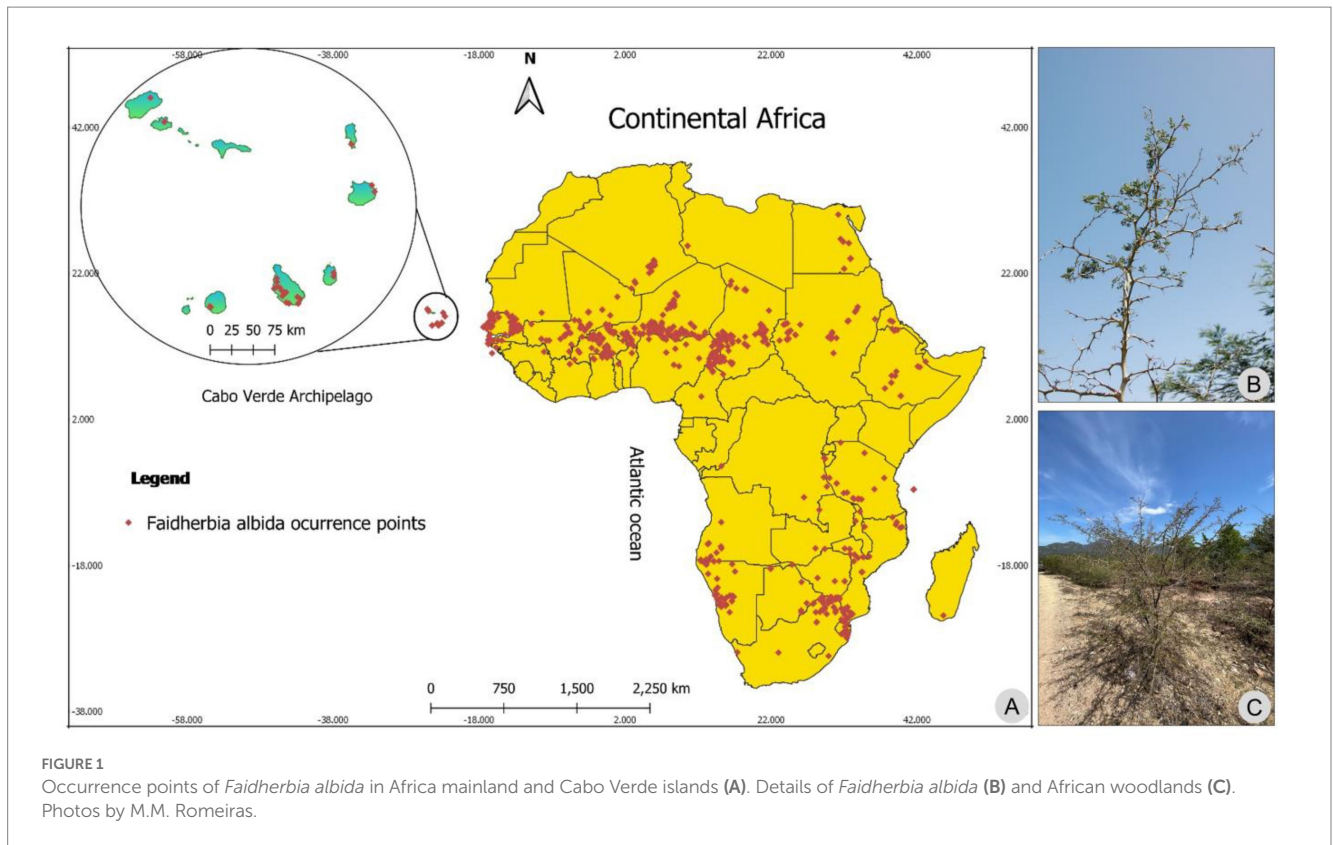 -58.000 -38.000 -18.000 2.000 22.000 42.000
N
Continental Africa
42.000 42.000
22.000 22.000
0 25 50 75 km
Cabo Verde Archipelago
2.000 2.000
Atlantic ocean
Legend
Faidherbia albida ocurrence points
-18.000 -18.000
0 750 1,500 2,250 km
-38.000 -38.000
-58.000 -38.000 -18.000 2.000 22.000 42.000
A
B
C
FIGURE 1
Occurrence points of Faidherbia albida in Africa mainland and Cabo Verde islands (A). Details of Faidherbia albida (B) and African woodlands (C).
Photos by M.M. Romeiras.